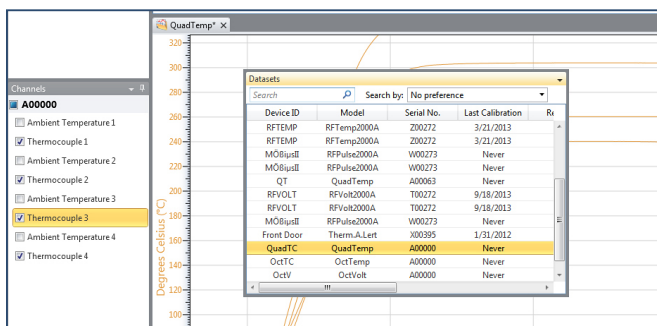 QuadTemp* ×
Channels
A00000
Ambient Temperature 1
Thermocouple 1
Ambient Temperature 2
Thermocouple 2
Ambient Temperature 3
Thermocouple 3
Ambient Temperature 4
Thermocouple 4
Degrees Celsius (°C)
320
300
280
260
240
220
200
180
160
140
120
100
Datasets
Search Search by: No preference
Device ID Model Serial No. Last Calibration Re
RFTEMP RFTemp2000A Z00272 3/21/2013
RFTEMP RFTemp2000A Z00272 3/21/2013
MÖßiµsII RFPulse2000A W00273 Never
MÖßiµsII RFPulse2000A W00273 Never
QT QuadTemp A00063 Never
RFVOLT RFVolt2000A T00272 9/18/2013
RFVOLT RFVolt2000A T00272 9/18/2013
MÖßiµsII RFPulse2000A W00273 Never
Front Door Therm.A.Lert X00395 1/31/2012
QuadTC QuadTemp A00000 Never
OctTC OctTemp A00000 Never
OctV OctVolt A00000 Never